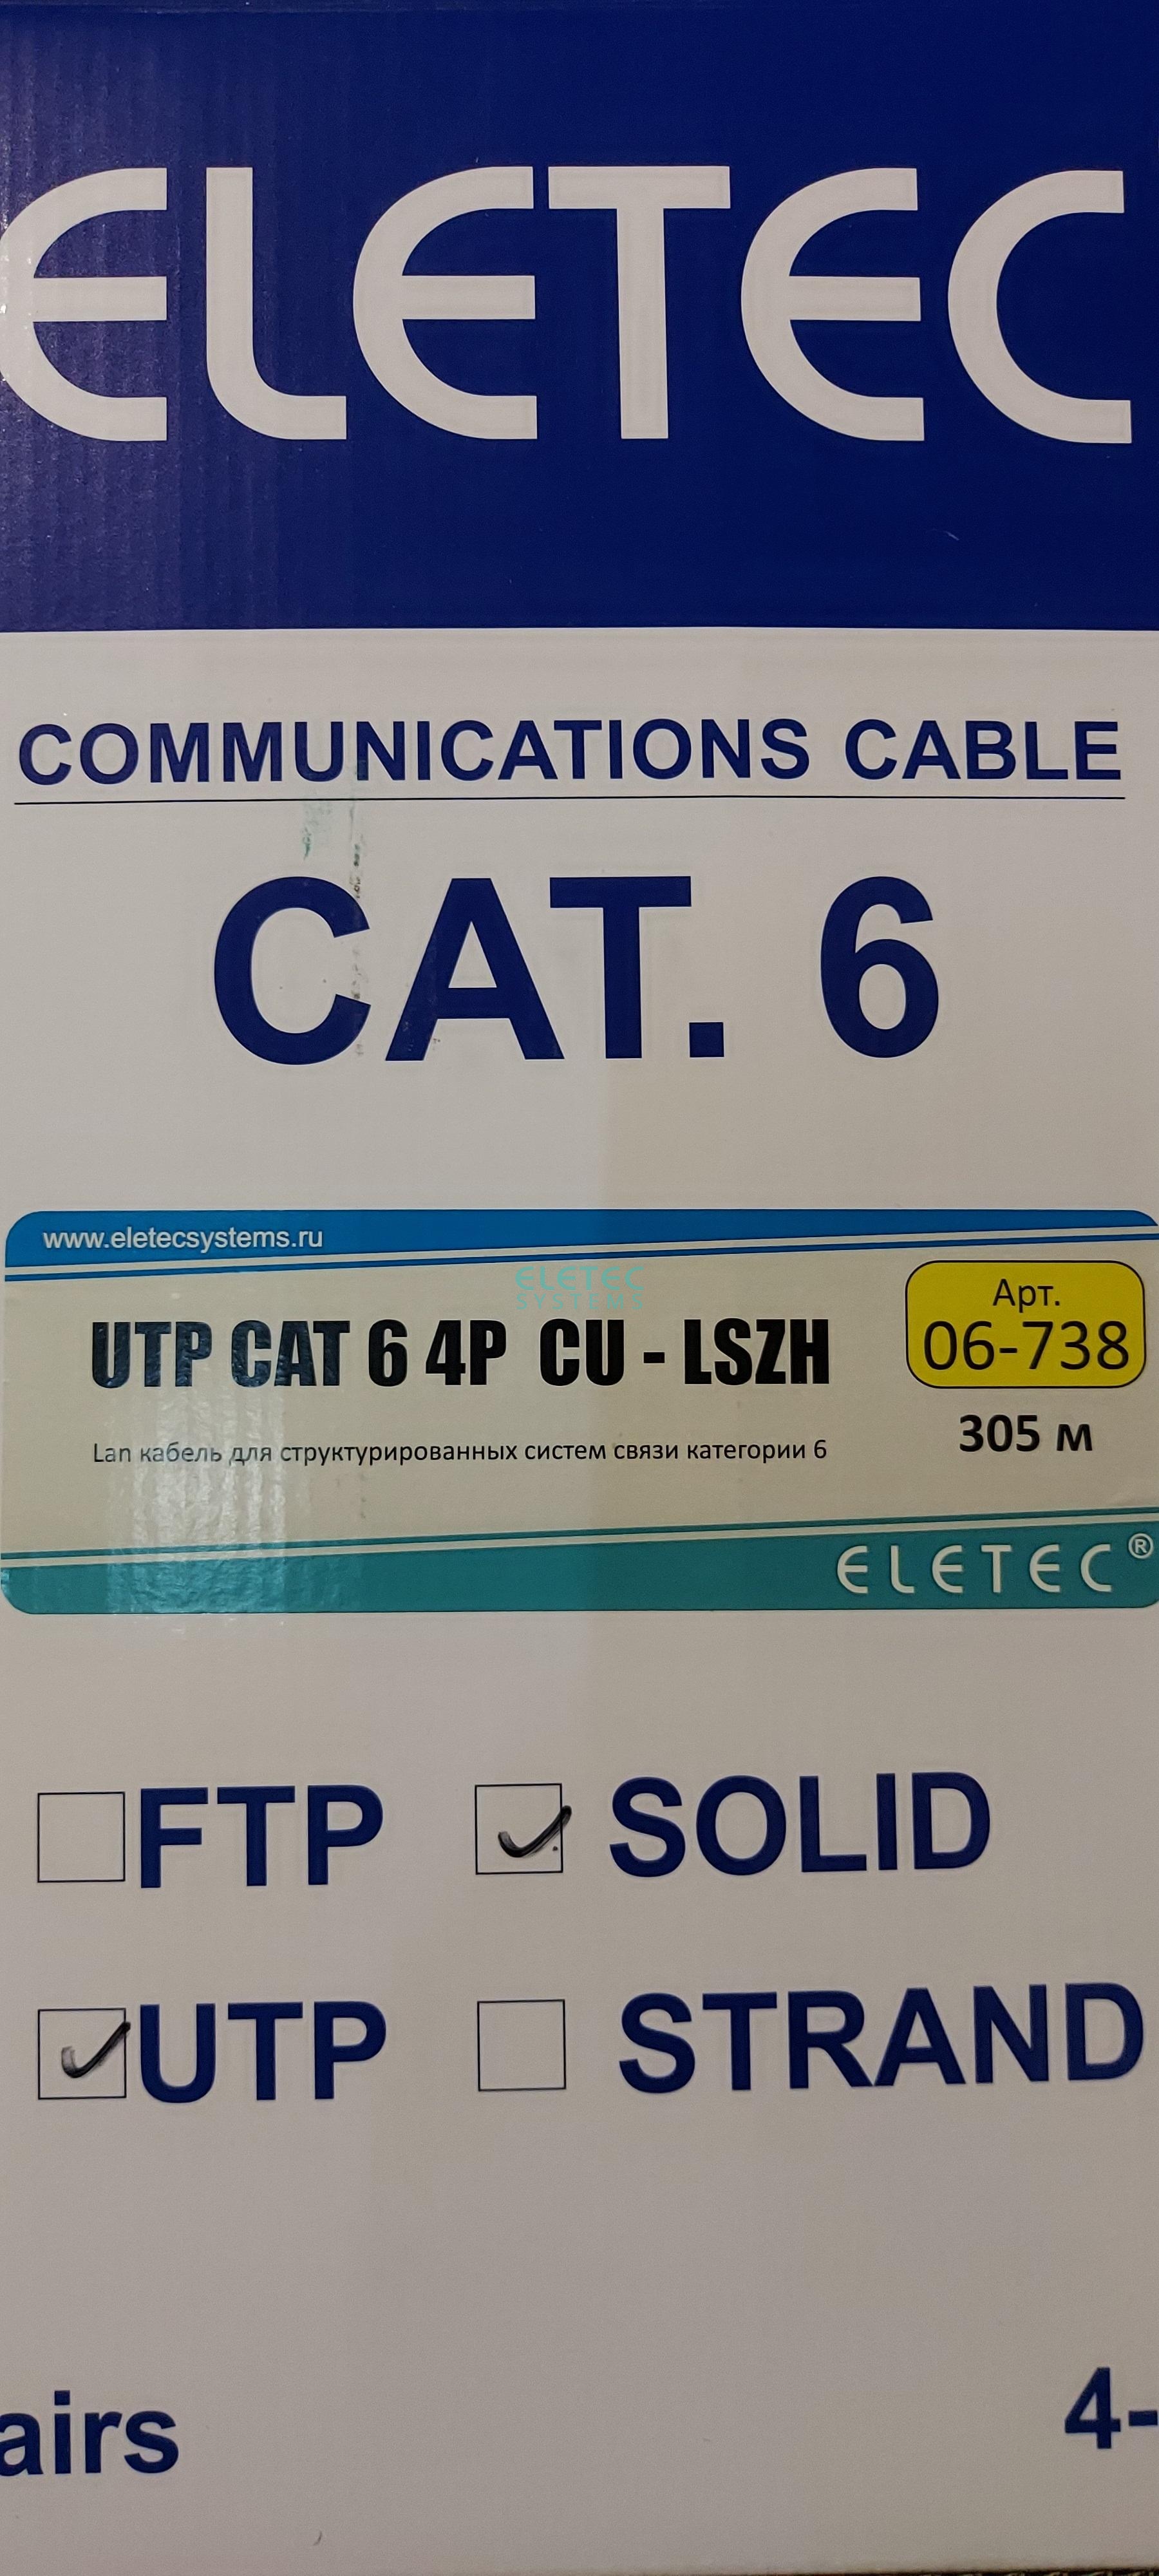 ELETEC
COMMUNICATIONS CABLE
CAT. 6
www.eletecsystems.ru
ELETEC
SYSTEMS
UTP CAT 6 4P CU - LSZH
Арт.
06-738
305 м
Lan кабель для структурированных систем связи категории 6
ELETEC®
FTP SOLID
UTP STRAND
airs 4-